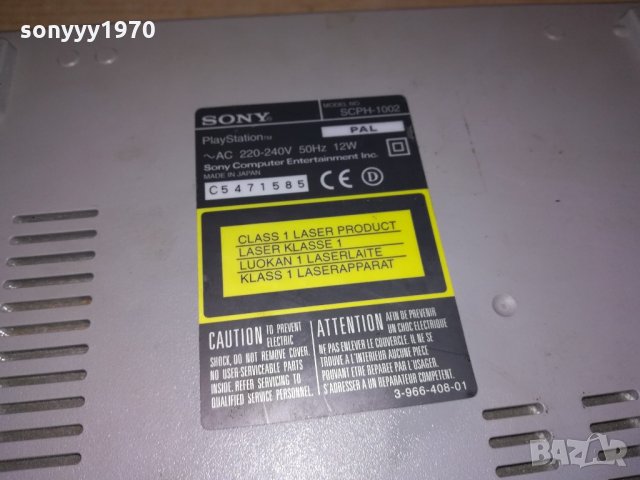 sonyyy1970
SONY®
MODEL NO.
SCPH-1002
PlayStation™
PAL
~AC 220-240V 50Hz 12W
Sony Computer Entertainment Inc.
MADE IN JAPAN
C5471585
CE D
CLASS 1 LASER PRODUCT
LASER KLASSE 1
LUOKAN 1 LASERLAITE
KLASS 1 LASERAPPARAT
CAUTION TO PREVENT
ELECTRIC
SHOCK, DO NOT REMOVE COVER.
NO USER-SERVICEABLE PARTS
INSIDE. REFER SERVICING TO
QUALIFIED SERVICE PERSONNEL.
ATTENTION AFIN DE PREVENIR
UN CHOC ELECTRIQUE
NE PAS ENLEVER LE COUVERCLE. IL NE SE
TROUVE A L'INTERIEUR AUCUNE PIECE
POUVANT ETRE REPAREE PAR L'USAGER.
S'ADRESSER A UN REPARATEUR COMPETENT.
3-966-408-01
BAZAR